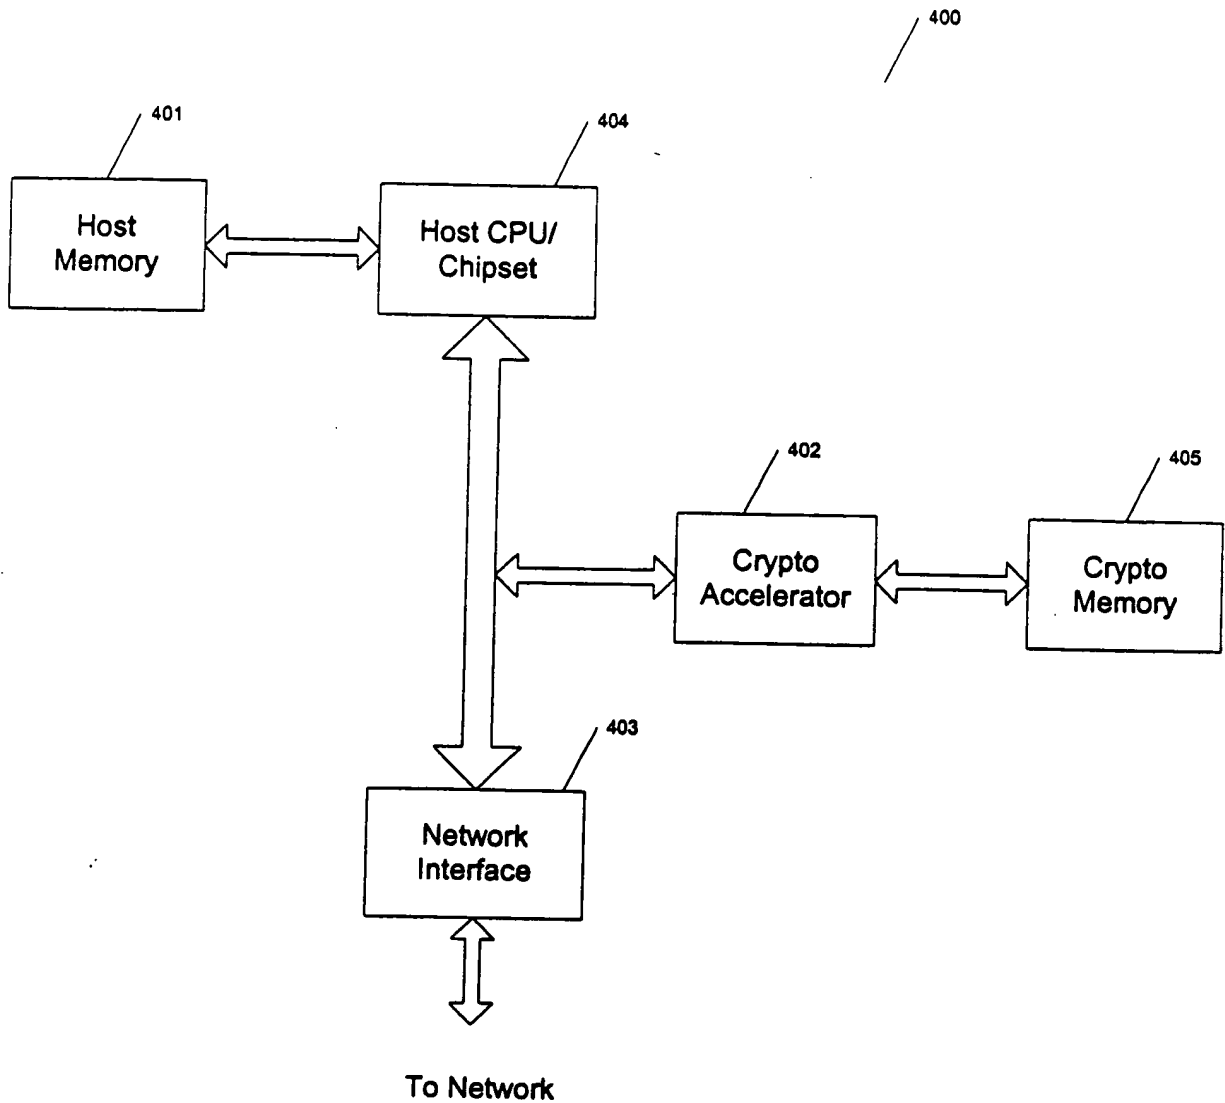 400
401
404
Host
Memory
Host CPU/
Chipset
402
405
Crypto
Accelerator
Crypto
Memory
403
Network
Interface
To Network